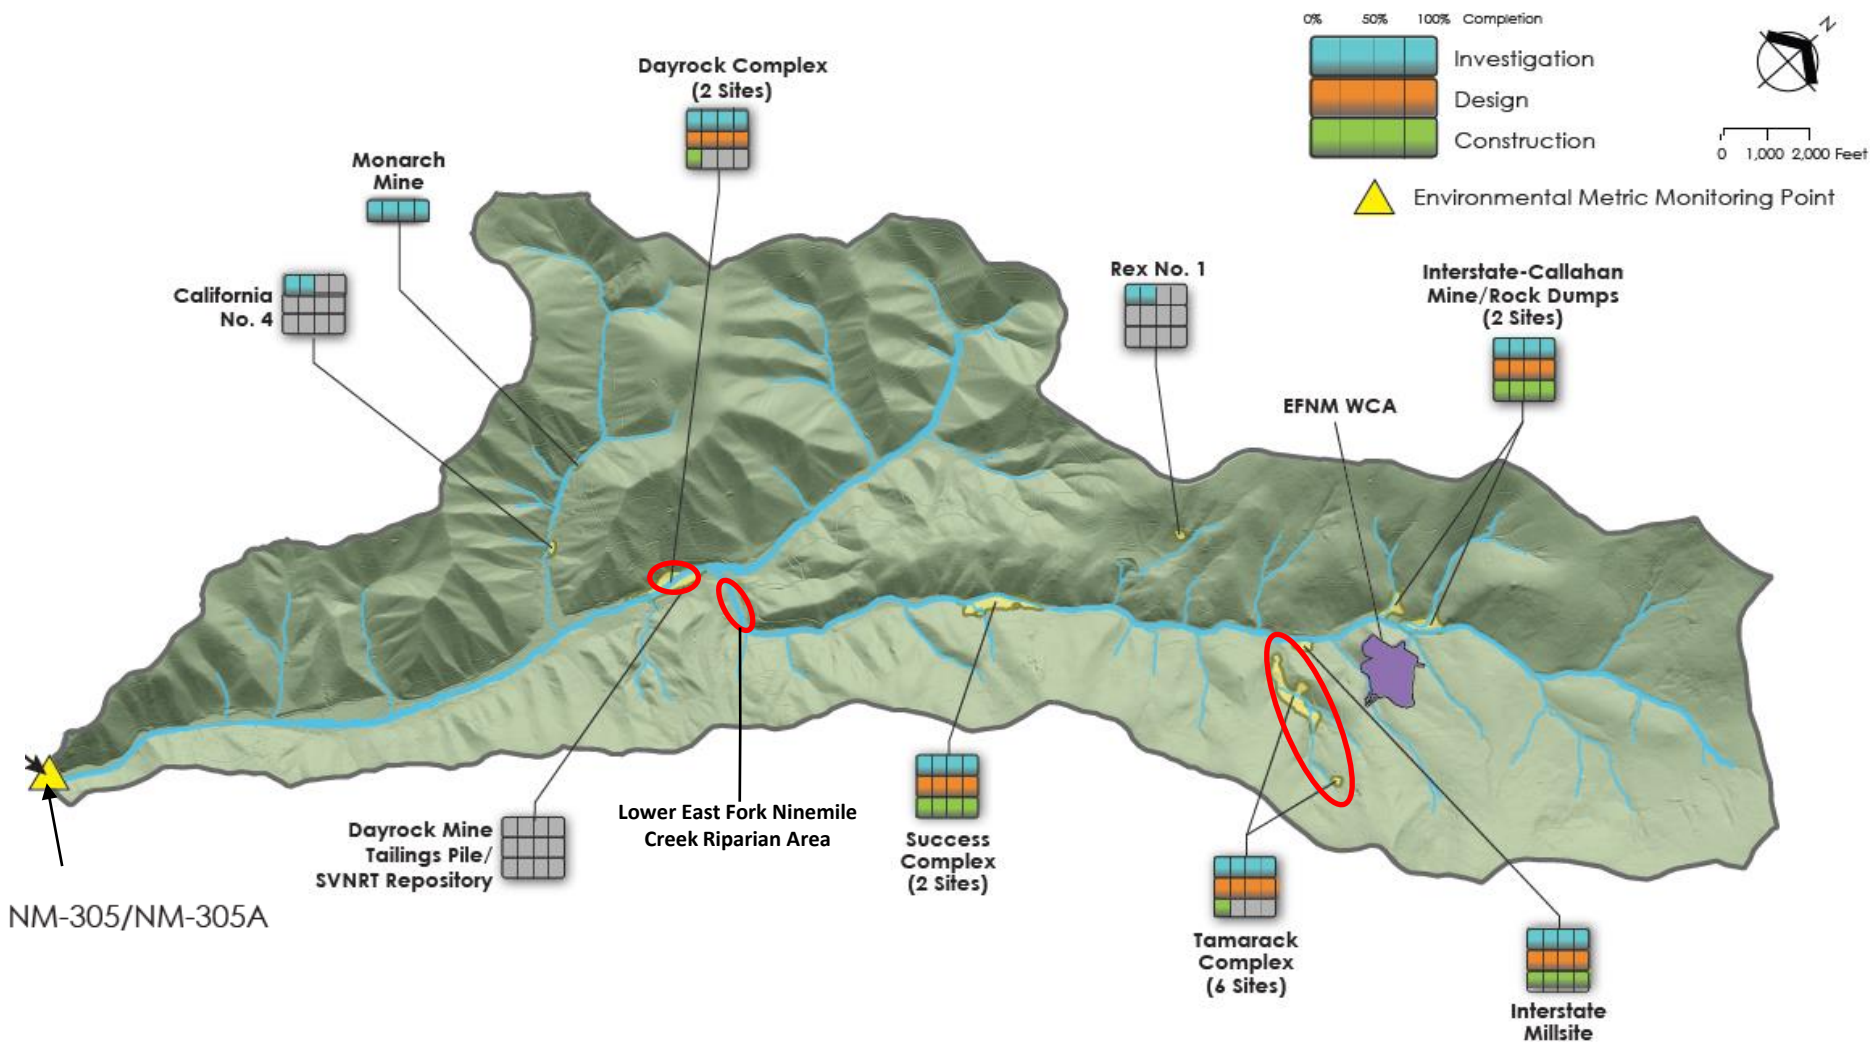 0% 50% 100% Completion
Investigation
Design
Construction
N
0 1,000 2,000 Feet
Environmental Metric Monitoring Point
Dayrock Complex
(2 Sites)
Monarch
Mine
California
No. 4
Rex No. 1
Interstate-Callahan
Mine/Rock Dumps
(2 Sites)
EFNM WCA
NM-305/NM-305A
Dayrock Mine
Tailings Pile/
SVNRT Repository
Lower East Fork Ninemile
Creek Riparian Area
Success
Complex
(2 Sites)
Tamarack
Complex
(6 Sites)
Interstate
Millsite